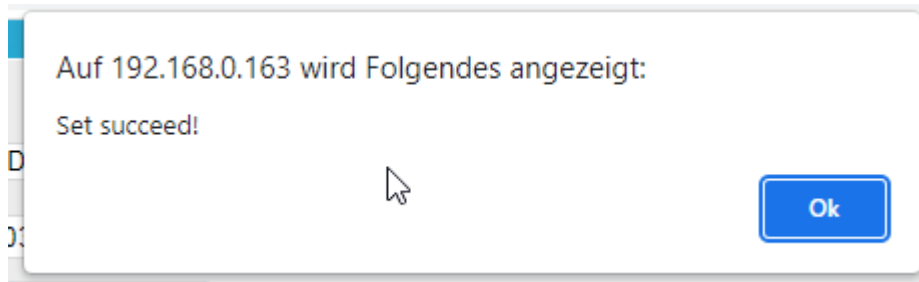 Auf 192.168.0.163 wird Folgendes angezeigt:
Set succeed!
D
Ok